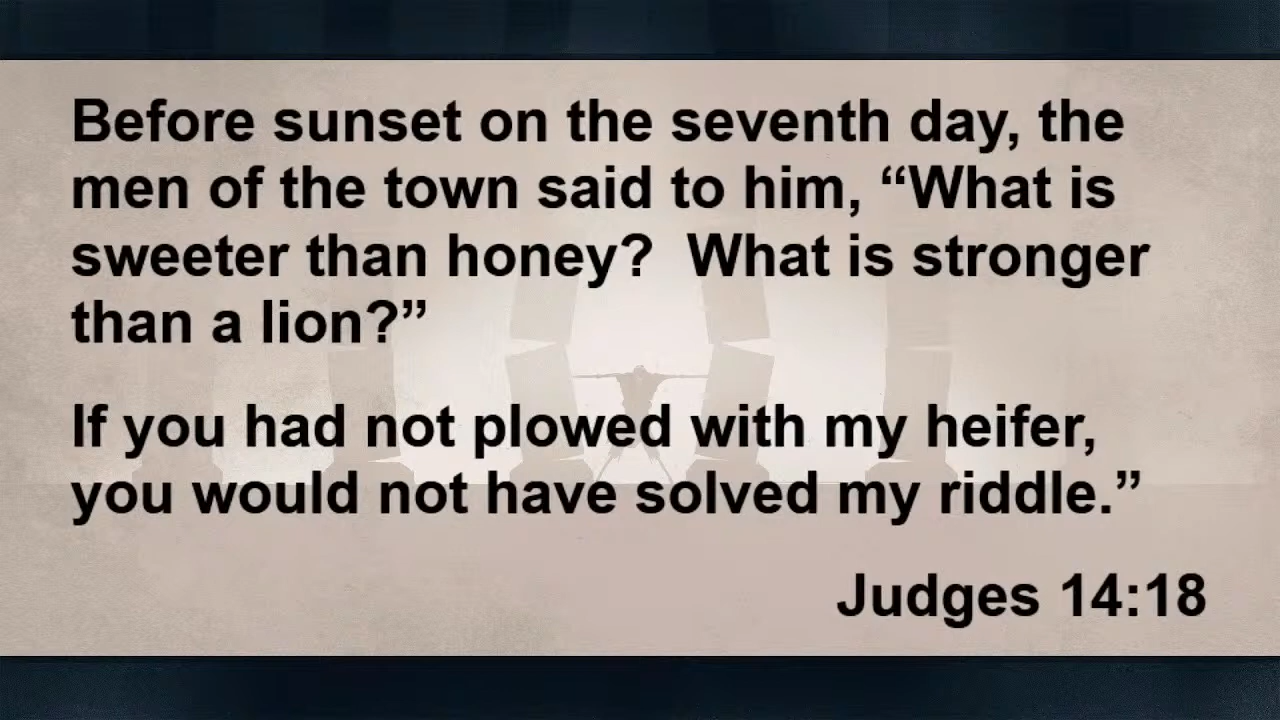 Before sunset on the seventh day, the
men of the town said to him, “What is
sweeter than honey?  What is stronger
than a lion?”
If you had not plowed with my heifer,
you would not have solved my riddle.”
Judges 14:18